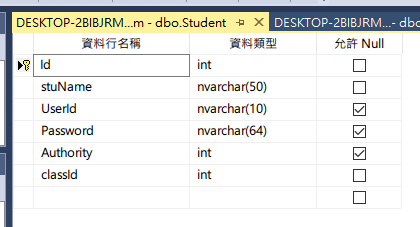 DESKTOP-2BIBJRM...m - dbo.Student DESKTOP-2BIBJRM... - dbo
資料行名稱 資料類型 允許 Null
Id int
stuName nvarchar(50)
UserId nvarchar(10)
Password nvarchar(64)
Authority int
classId int